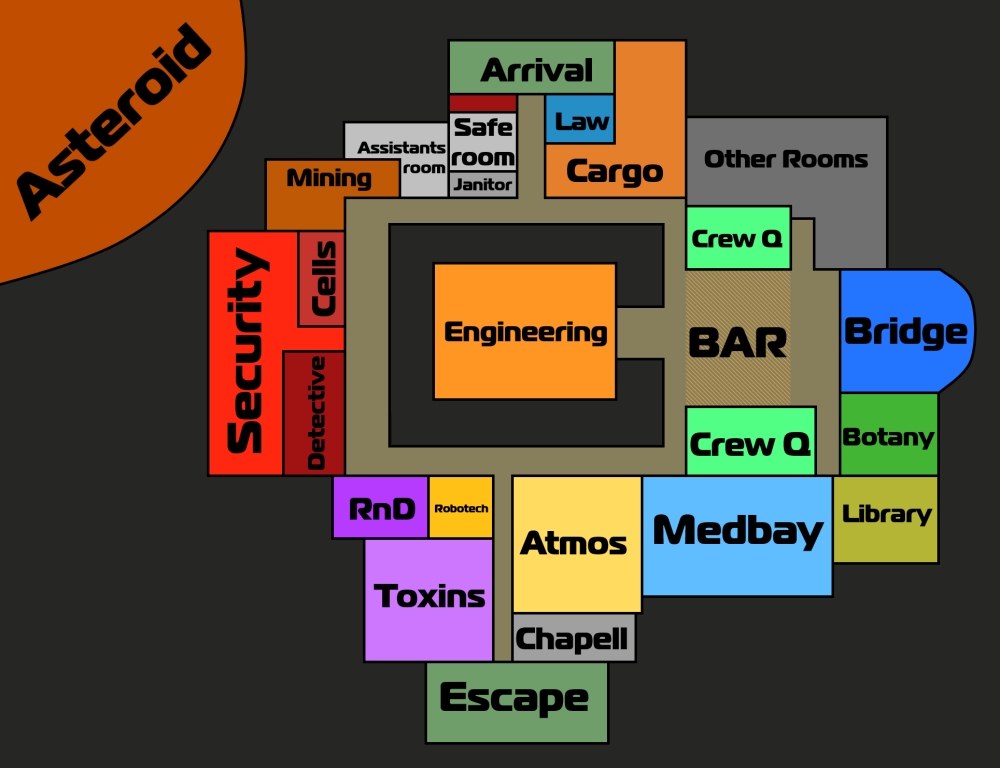 Asteroid
Arrival
Law
Safe
room
Assistants
room
Janitor
Cargo
Other Rooms
Mining
Crew Q
Security
Cells
Engineering
BAR
Bridge
Detective
Crew Q
Botany
RnD
Robotech
Atmos
Medbay
Library
Toxins
Chapell
Escape